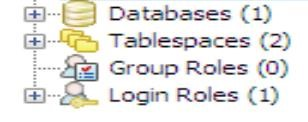 Databases (1)
Tablespaces (2)
Group Roles (0)
Login Roles (1)